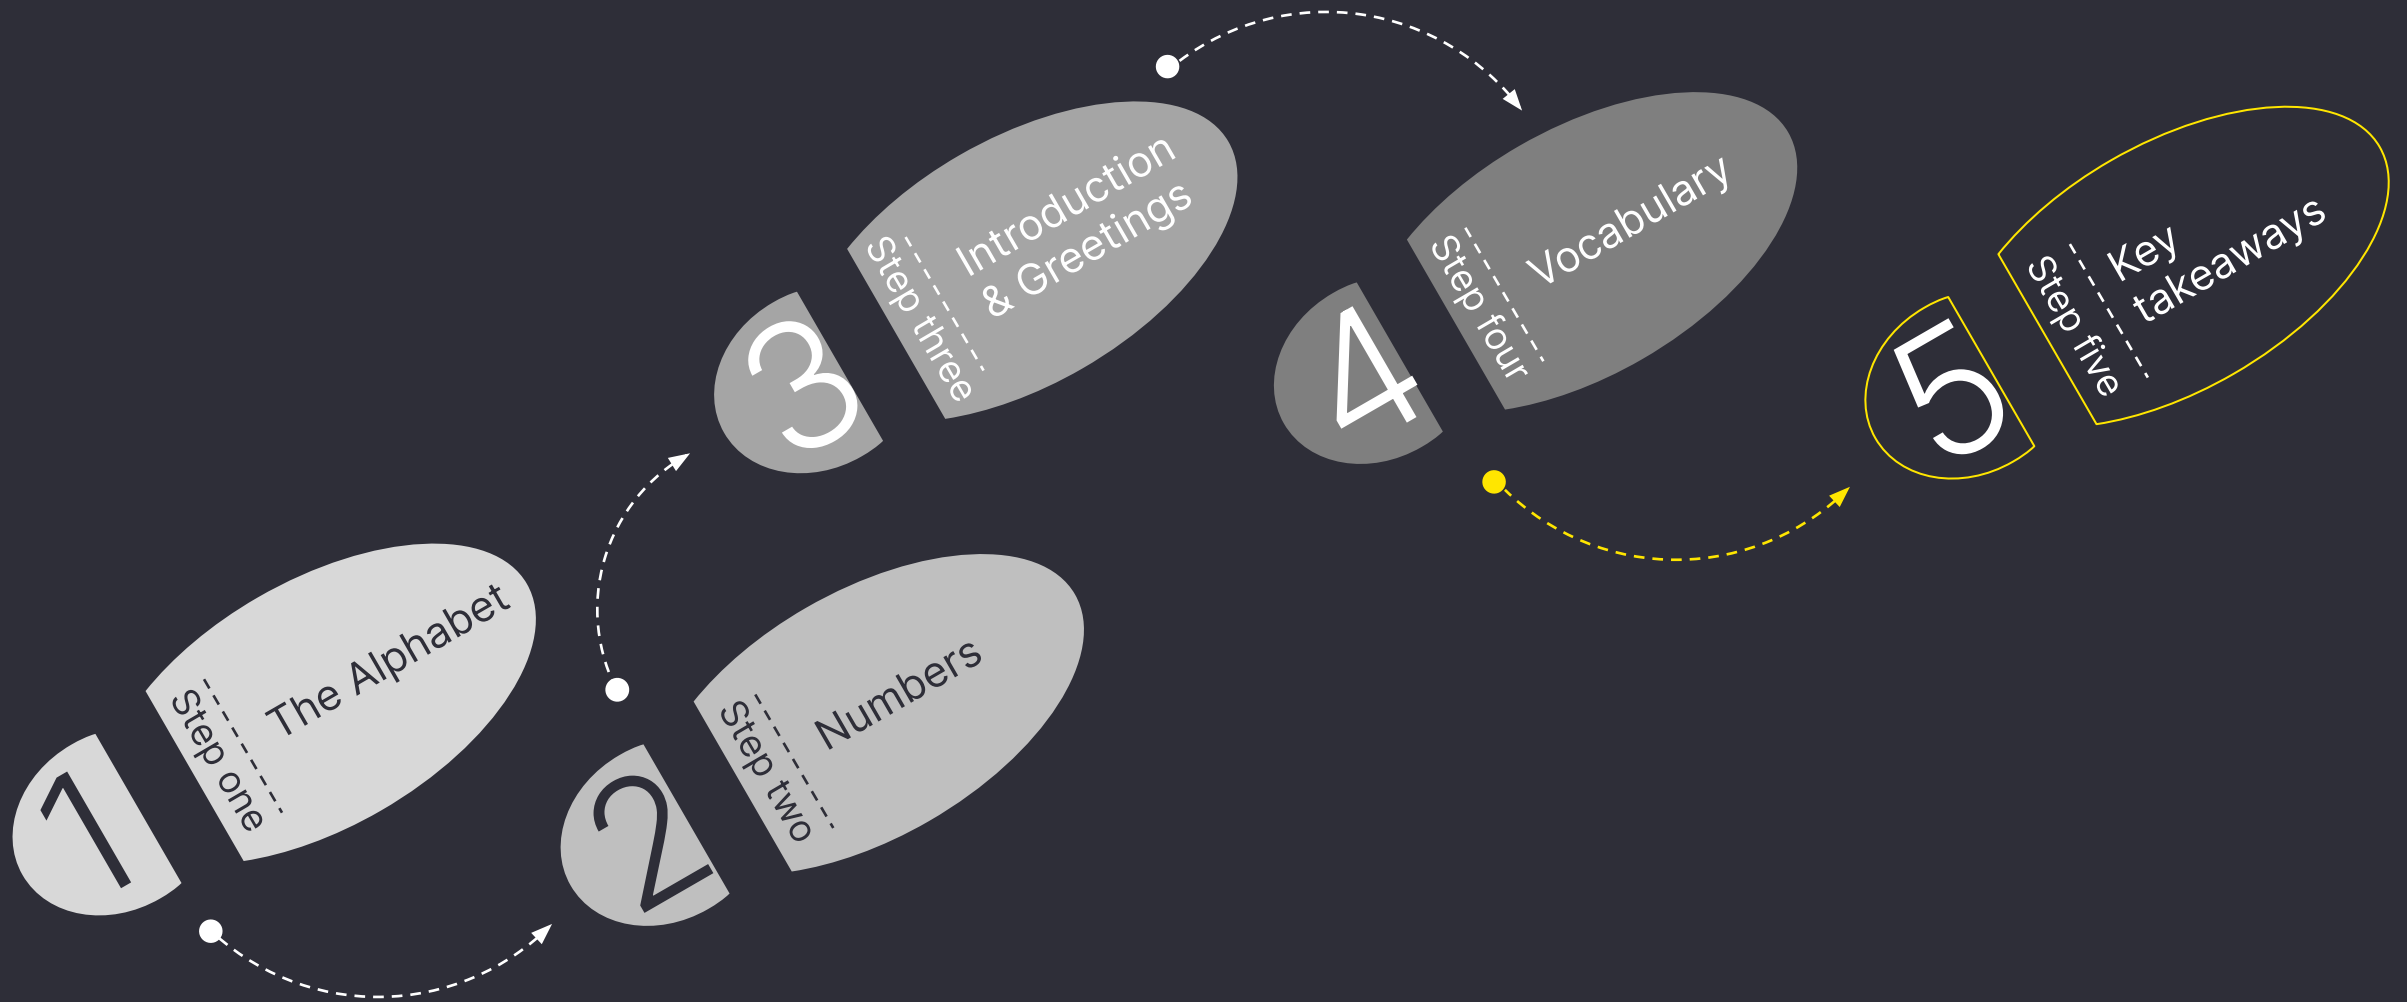 1
Step one
The Alphabet
2
Step two
Numbers
3
Step three
Introduction
& Greetings
4
Step four
Vocabulary
5
Step five
Key
takeaways